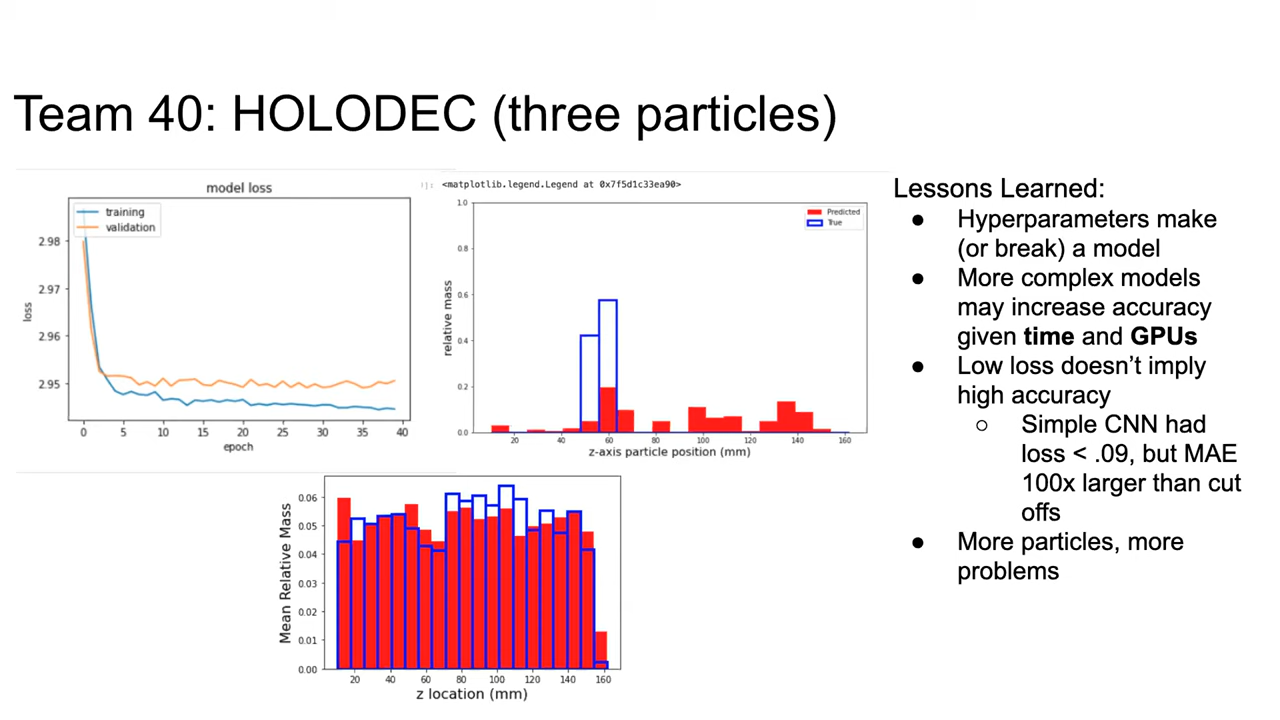 Team 40: HOLODEC (three particles)
model loss
training
validation
2.98
2.97
2.96
2.95
loss
0 5 10 15 20 25 30 35 40
epoch
]: <matplotlib.legend.Legend at 0x7f5d1c33ea90>
Predicted
True
1.0
0.8
0.6
0.4
0.2
0.0
relative mass
20 40 60 80 100 120 140 160
z-axis particle position (mm)
0.06
0.05
0.04
0.03
0.02
0.01
0.00
Mean Relative Mass
20 40 60 80 100 120 140 160
z location (mm)
Lessons Learned:
● Hyperparameters make
(or break) a model
● More complex models
may increase accuracy
given time and GPUs
● Low loss doesn’t imply
high accuracy
○ Simple CNN had
loss < .09, but MAE
100x larger than cut
offs
● More particles, more
problems